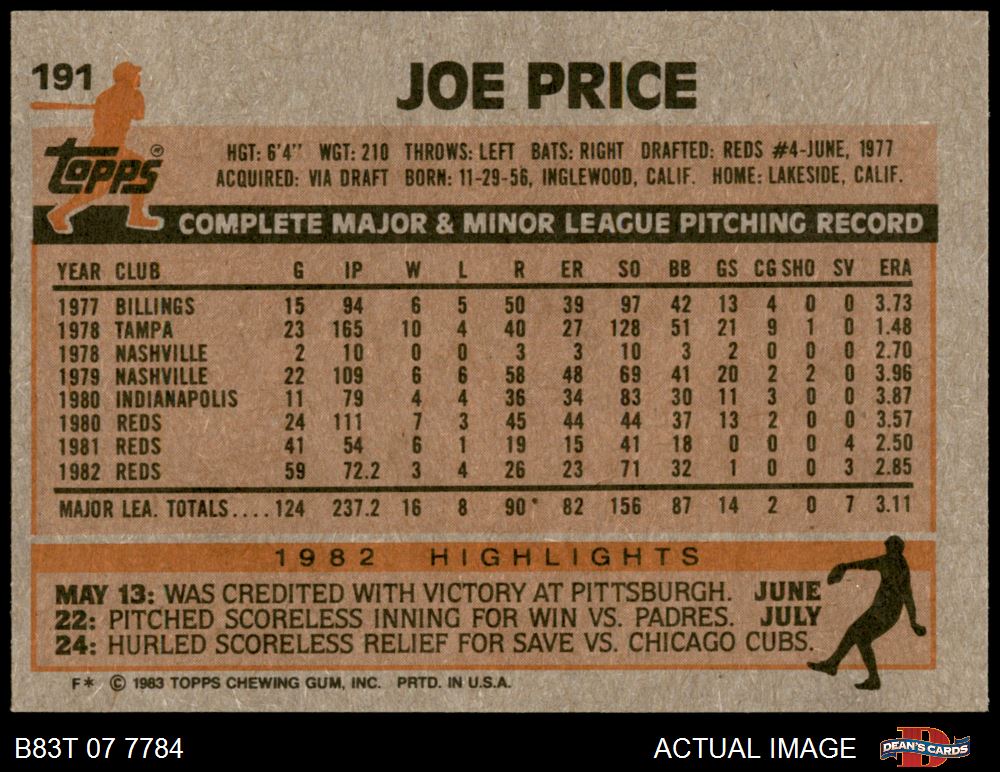 191
JOE PRICE
TOPPS®
HGT: 6'4" WGT: 210 THROWS: LEFT BATS: RIGHT DRAFTED: REDS #4-JUNE, 1977
ACQUIRED: VIA DRAFT BORN: 11-29-56, INGLEWOOD, CALIF. HOME: LAKESIDE, CALIF.
COMPLETE MAJOR & MINOR LEAGUE PITCHING RECORD
YEAR CLUB G IP W L R ER SO BB GS CG SHO SV ERA
1977 BILLINGS 15 94 6 5 50 39 97 42 13 4 0 0 3.73
1978 TAMPA 23 165 10 4 40 27 128 51 21 9 1 0 1.48
1978 NASHVILLE 2 10 0 0 3 3 10 3 2 0 0 0 2.70
1979 NASHVILLE 22 109 6 6 58 48 69 41 20 2 2 0 3.96
1980 INDIANAPOLIS 11 79 4 4 36 34 83 30 11 3 0 0 3.87
1980 REDS 24 111 7 3 45 44 44 37 13 2 0 0 3.57
1981 REDS 41 54 6 1 19 15 41 18 0 0 0 4 2.50
1982 REDS 59 72.2 3 4 26 23 71 32 1 0 0 3 2.85
MAJOR LEA. TOTALS.... 124 237.2 16 8 90 82 156 87 14 2 0 7 3.11
1982 HIGHLIGHTS
MAY 13: WAS CREDITED WITH VICTORY AT PITTSBURGH. JUNE
22: PITCHED SCORELESS INNING FOR WIN VS. PADRES. JULY
24: HURLED SCORELESS RELIEF FOR SAVE VS. CHICAGO CUBS.
F* © 1983 TOPPS CHEWING GUM, INC. PRTD. IN U.S.A.
B83T 07 7784
ACTUAL IMAGE
DEAN'S CARDS